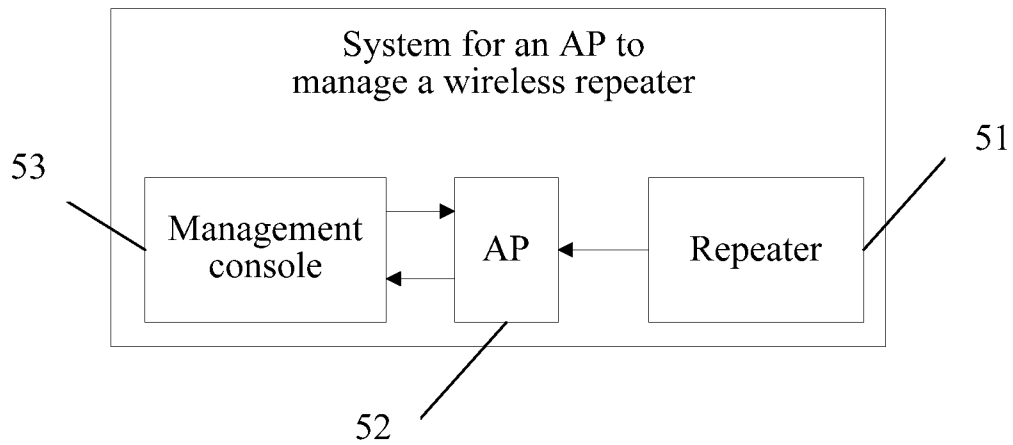 System for an AP to
manage a wireless repeater
53
51
Management
console
AP
Repeater
52